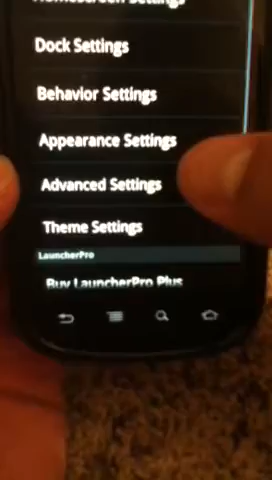 Homescreen Settings
Dock Settings
Behavior Settings
Appearance Settings
Advanced Settings
Theme Settings
LauncherPro
Buy LauncherPro Plus